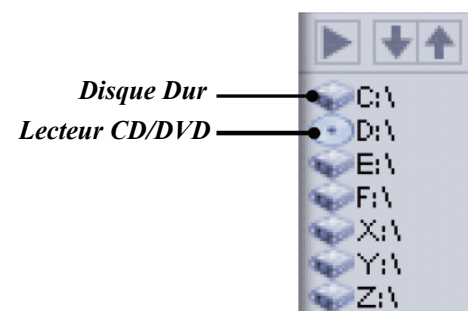 Disque Dur C:\
Lecteur CD/DVD D:\
E:\
F:\
X:\
Y:\
Z:\